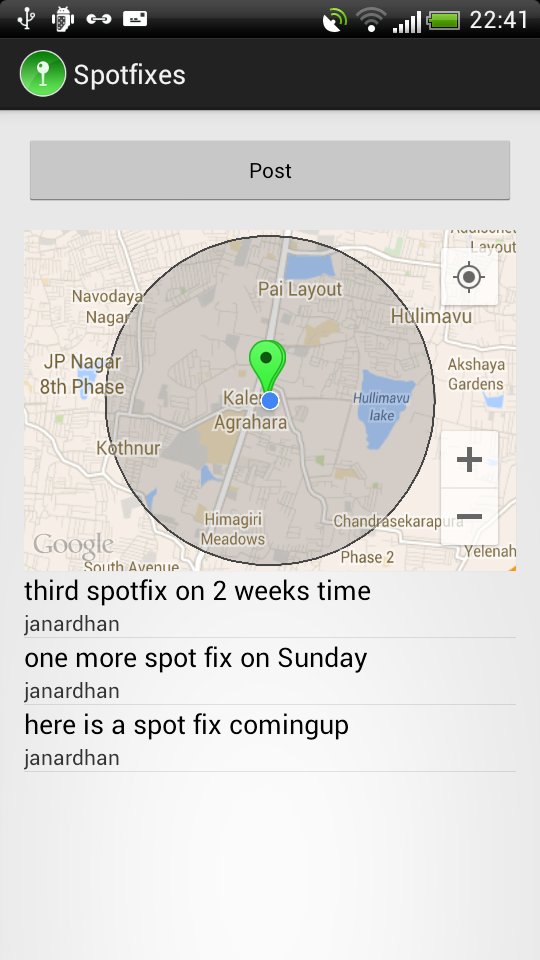 22:41
Spotfixes
Post
Layout
Pai Layout
Navodaya
Nagar
Hulimavu
JP Nagar
8th Phase
Akshaya
Gardens
Agrahara
Hullimavu
lake
Kothnur
Himagiri
Meadows
Chandrasekarapura
Google
Phase 2
Yelenah
South Avenue
third spotfix on 2 weeks time
janardhan
one more spot fix on Sunday
janardhan
here is a spot fix comingup
janardhan